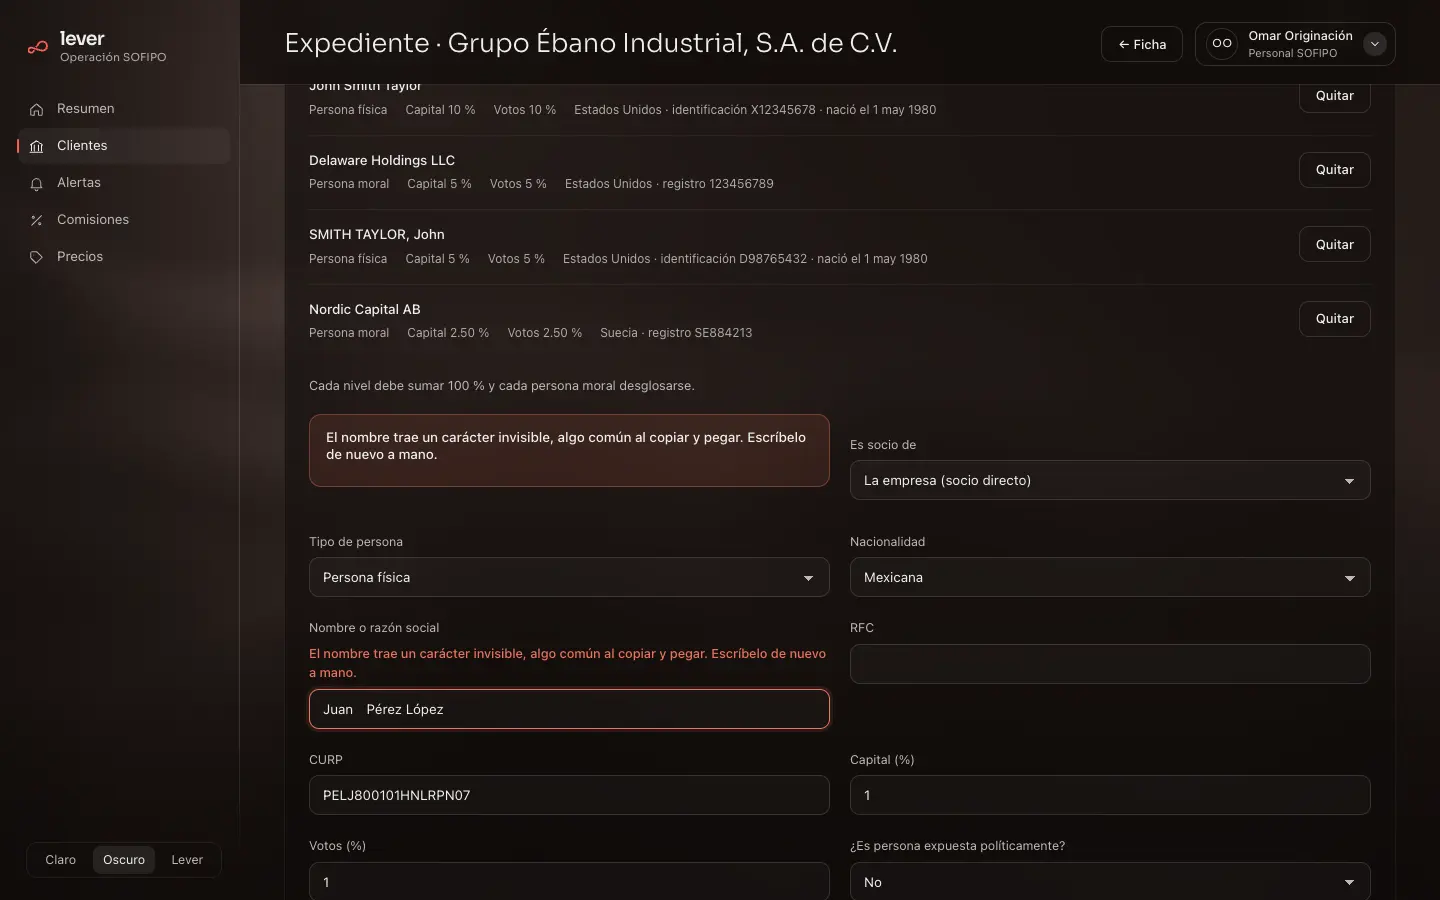 lever
Operación SOFIPO
Resumen
Clientes
Alertas
Comisiones
Precios
Claro Oscuro Lever
Expediente · Grupo Ébano Industrial, S.A. de C.V.
← Ficha
OO
Omar Originación
Personal SOFIPO
John Smith Taylor
Persona física Capital 10 % Votos 10 % Estados Unidos · identificación X12345678 · nació el 1 may 1980
Quitar
Delaware Holdings LLC
Persona moral Capital 5 % Votos 5 % Estados Unidos · registro 123456789
Quitar
SMITH TAYLOR, John
Persona física Capital 5 % Votos 5 % Estados Unidos · identificación D98765432 · nació el 1 may 1980
Quitar
Nordic Capital AB
Persona moral Capital 2.50 % Votos 2.50 % Suecia · registro SE884213
Quitar
Cada nivel debe sumar 100 % y cada persona moral desglosarse.
El nombre trae un carácter invisible, algo común al copiar y pegar. Escríbelo
de nuevo a mano.
Es socio de
La empresa (socio directo)
Tipo de persona
Persona física
Nacionalidad
Mexicana
Nombre o razón social
El nombre trae un carácter invisible, algo común al copiar y pegar. Escríbelo de nuevo
a mano.
Juan Pérez López
RFC
CURP
PELJ800101HNLRPN07
Capital (%)
1
Votos (%)
1
¿Es persona expuesta políticamente?
No